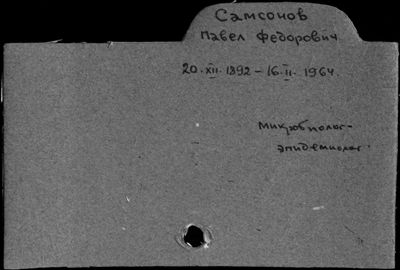 Самсонов
Павел Федорович
20.XII.1892 – 16.II.1964.
микробиолог-
эпидемиолог.